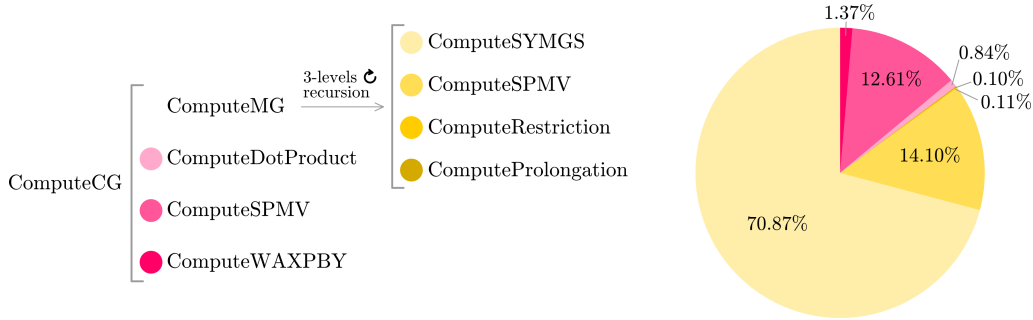 ComputeCG
ComputeMG
3-levels
recursion
ComputeDotProduct
ComputeSPMV
ComputeWAXPBY
ComputeSYMGS
ComputeSPMV
ComputeRestriction
ComputeProlongation
1.37%
12.61%
0.84%
0.10%
0.11%
14.10%
70.87%